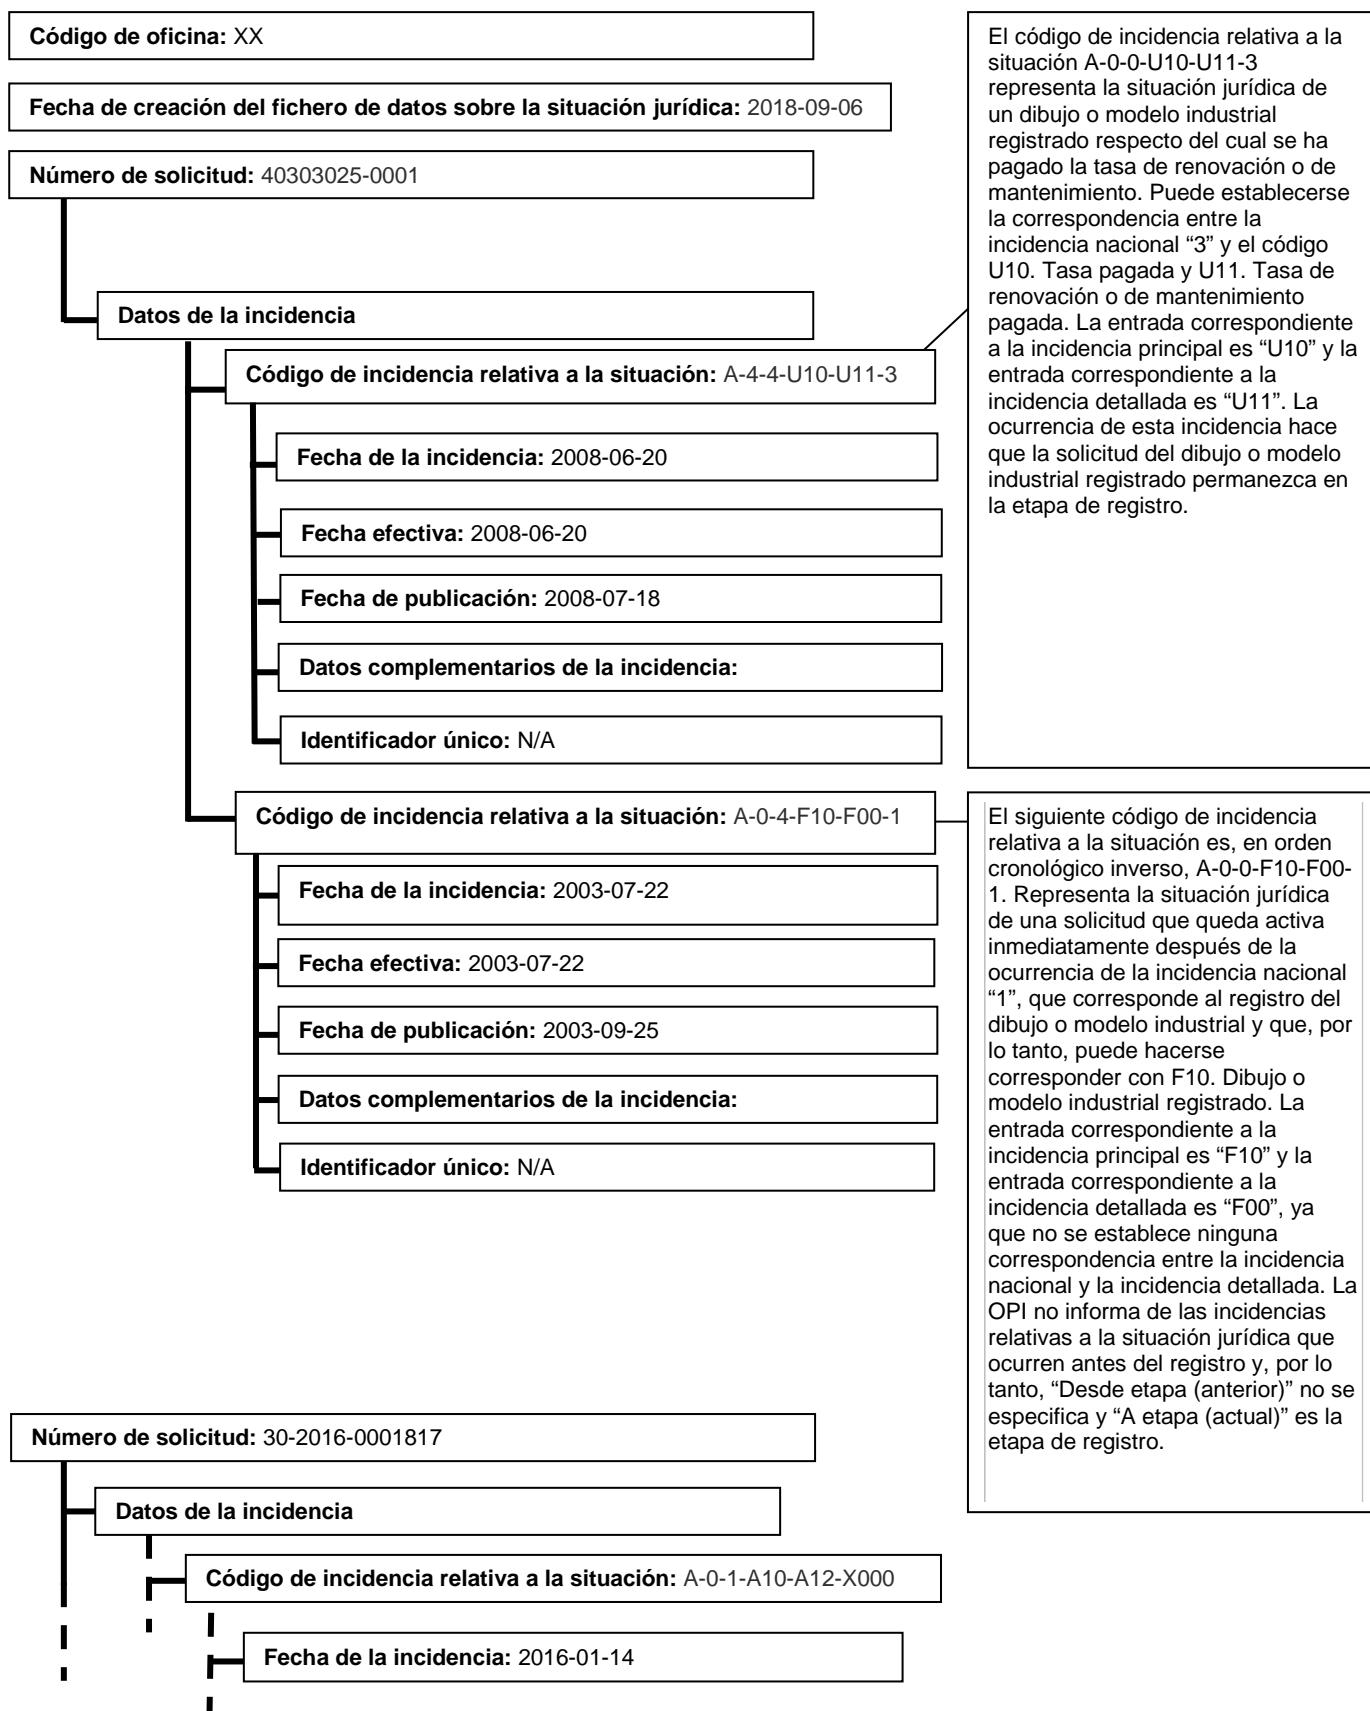 Código de oficina: XX
Fecha de creación del fichero de datos sobre la situación jurídica: 2018-09-06
Número de solicitud: 40303025-0001
Datos de la incidencia
Código de incidencia relativa a la situación: A-4-4-U10-U11-3
Fecha de la incidencia: 2008-06-20
Fecha efectiva: 2008-06-20
Fecha de publicación: 2008-07-18
Datos complementarios de la incidencia:
Identificador único: N/A
El código de incidencia relativa a la
situación A-0-0-U10-U11-3
representa la situación jurídica de
un dibujo o modelo industrial
registrado respecto del cual se ha
pagado la tasa de renovación o de
mantenimiento. Puede establecerse
la correspondencia entre la
incidencia nacional “3” y el código
U10. Tasa pagada y U11. Tasa de
renovación o de mantenimiento
pagada. La entrada correspondiente
a la incidencia principal es “U10” y la
entrada correspondiente a la
incidencia detallada es “U11”. La
ocurrencia de esta incidencia hace
que la solicitud del dibujo o modelo
industrial registrado permanezca en
la etapa de registro.
Código de incidencia relativa a la situación: A-0-4-F10-F00-1
Fecha de la incidencia: 2003-07-22
Fecha efectiva: 2003-07-22
Fecha de publicación: 2003-09-25
Datos complementarios de la incidencia:
Identificador único: N/A
El siguiente código de incidencia
relativa a la situación es, en orden
cronológico inverso, A-0-0-F10-F00-
1. Representa la situación jurídica
de una solicitud que queda activa
inmediatamente después de la
ocurrencia de la incidencia nacional
“1”, que corresponde al registro del
dibujo o modelo industrial y que, por
lo tanto, puede hacerse
corresponder con F10. Dibujo o
modelo industrial registrado. La
entrada correspondiente a la
incidencia principal es “F10” y la
entrada correspondiente a la
incidencia detallada es “F00”, ya
que no se establece ninguna
correspondencia entre la incidencia
nacional y la incidencia detallada. La
OPI no informa de las incidencias
relativas a la situación jurídica que
ocurren antes del registro y, por lo
tanto, “Desde etapa (anterior)” no se
especifica y “A etapa (actual)” es la
etapa de registro.
Número de solicitud: 30-2016-0001817
Datos de la incidencia
Código de incidencia relativa a la situación: A-0-1-A10-A12-X000
Fecha de la incidencia: 2016-01-14